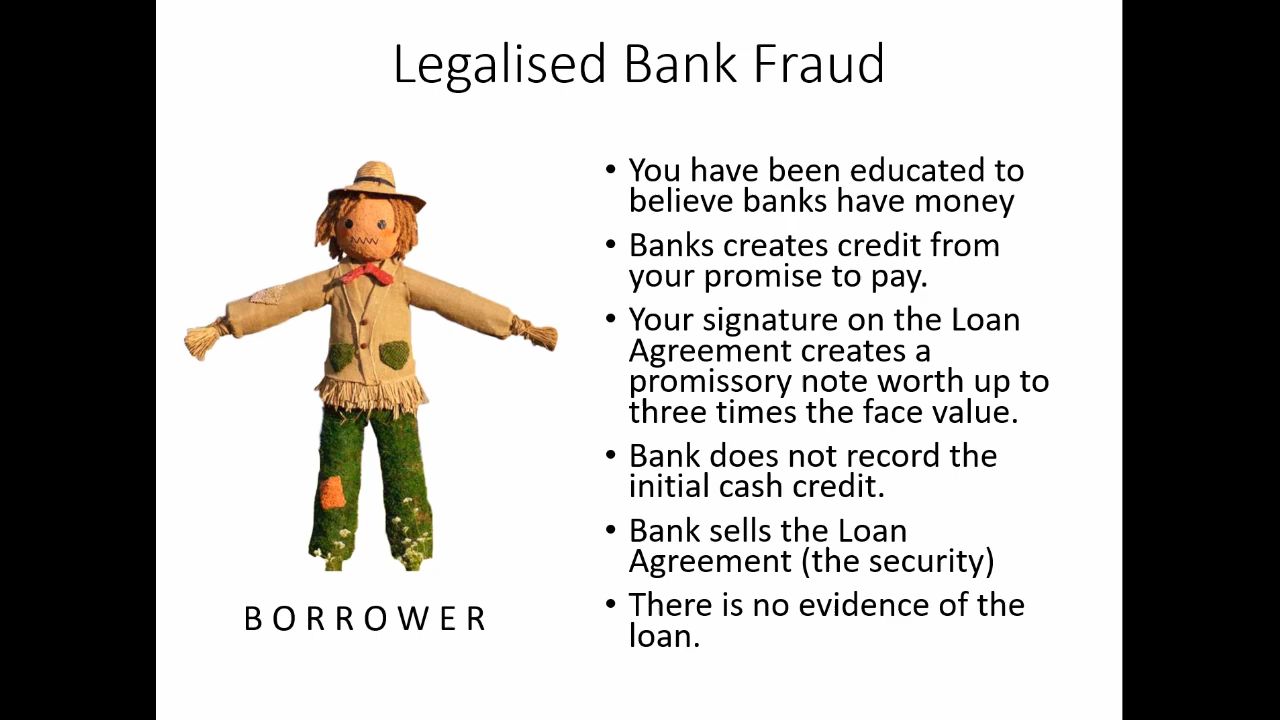 Legalised Bank Fraud
• You have been educated to
believe banks have money
• Banks creates credit from
your promise to pay.
• Your signature on the Loan
Agreement creates a
promissory note worth up to
three times the face value.
• Bank does not record the
initial cash credit.
• Bank sells the Loan
Agreement (the security)
• There is no evidence of the
loan.
B O R R O W E R